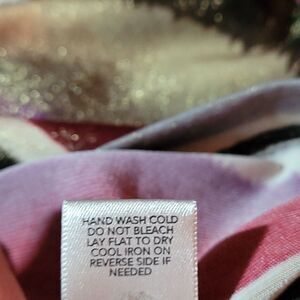 HAND WASH COLD
DO NOT BLEACH
LAY FLAT TO DRY
COOL IRON ON
REVERSE SIDE IF
NEEDED